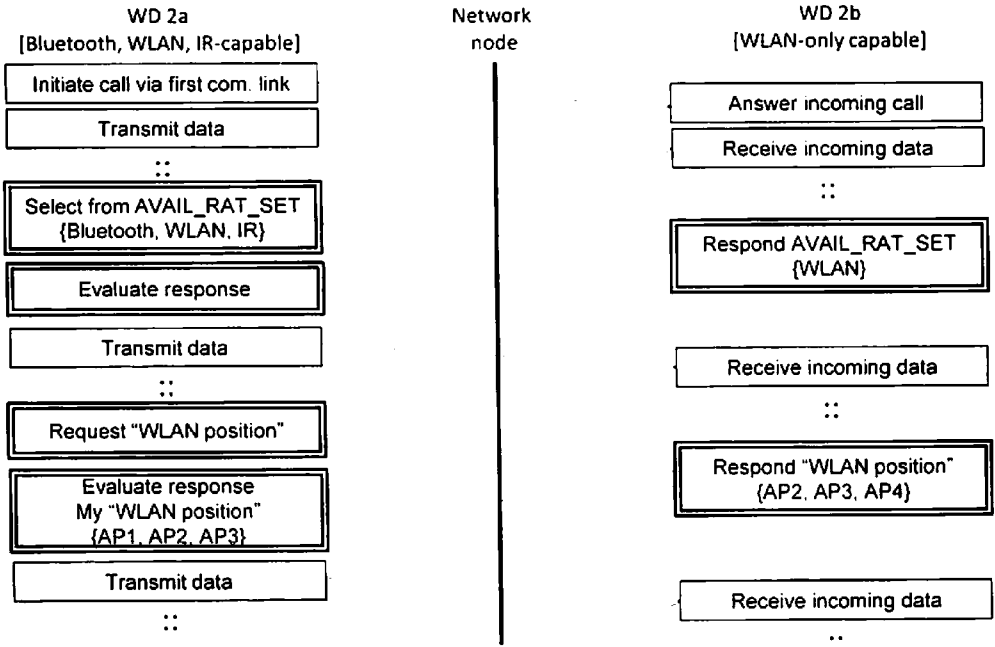 WD 2a
[Bluetooth, WLAN, IR-capable]
Initiate call via first com. link
Transmit data
::
Select from AVAIL_RAT_SET
{Bluetooth, WLAN, IR}
Evaluate response
Transmit data
::
Request “WLAN position”
Evaluate response
My “WLAN position”
{AP1, AP2, AP3}
Transmit data
::
Network
node
WD 2b
[WLAN-only capable]
Answer incoming call
Receive incoming data
::
Respond AVAIL_RAT_SET
{WLAN}
Receive incoming data
::
Respond “WLAN position”
{AP2, AP3, AP4}
Receive incoming data
..